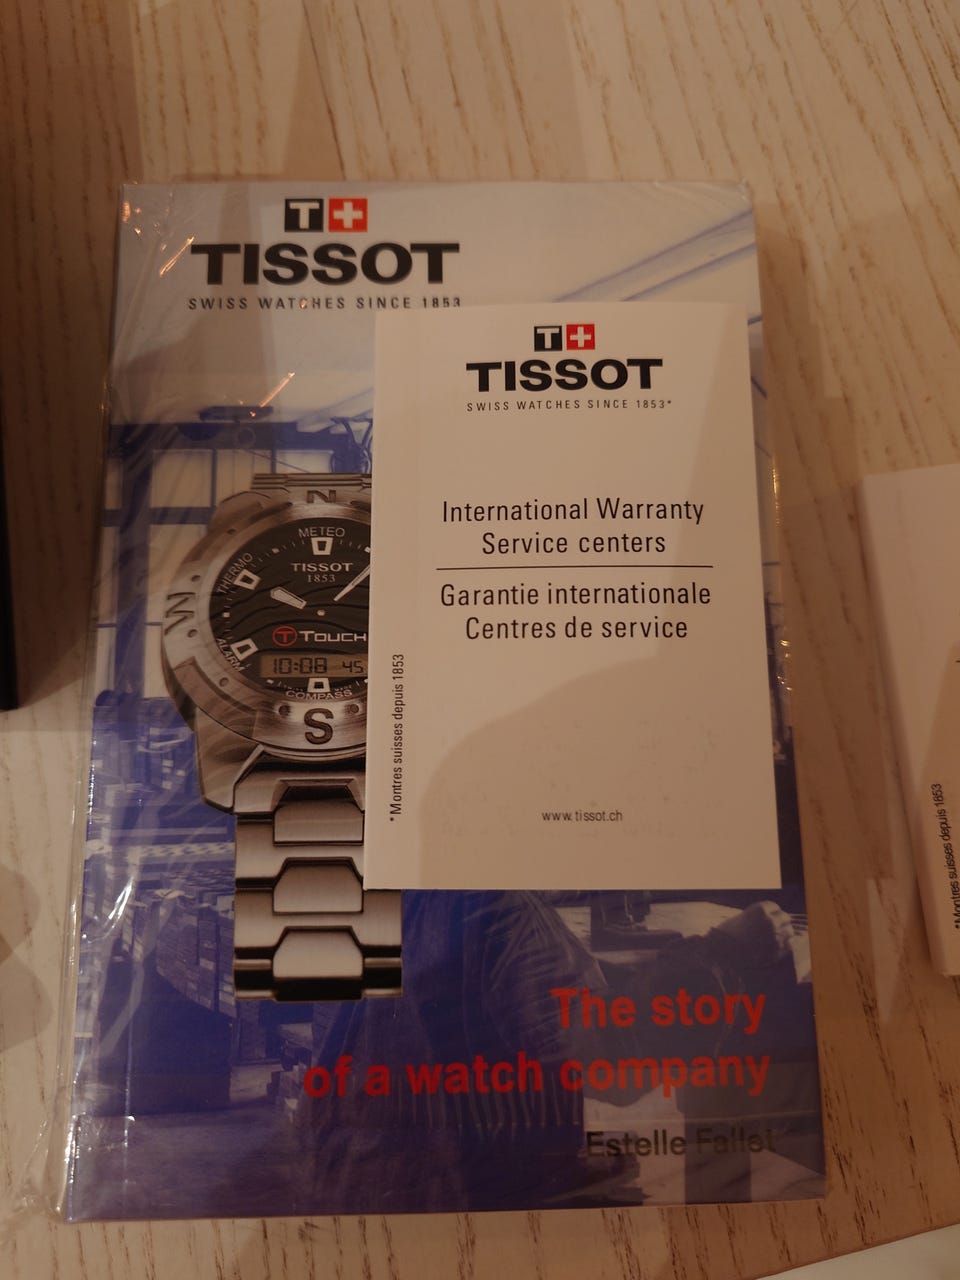 T+
TISSOT
SWISS WATCHES SINCE 1853
N
METEO
THERMO
TISSOT
1853
W
T-TOUCH
ALARM
10:08 45
COMPASS
S
T+
TISSOT
SWISS WATCHES SINCE 1853*
International Warranty
Service centers
Garantie internationale
Centres de service
*Montres suisses depuis 1853
www.tissot.ch
The story
of a watch company
Estelle Fallet
*Montres suisses depuis 1853